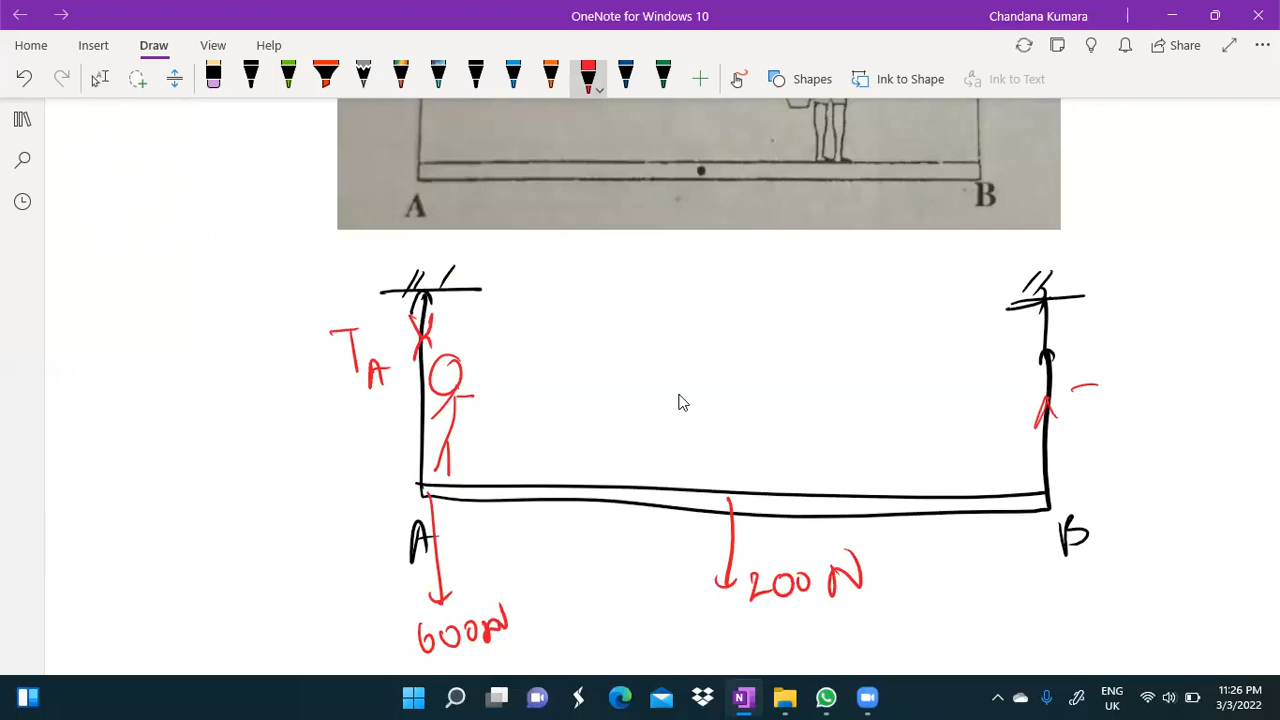 OneNote for Windows 10
Chandana Kumara
Home Insert Draw View Help
Share
Shapes
Ink to Shape
Ink to Text
A
B
T A
A
B
200 N
600N
11:26 PM
ENG
UK
3/3/2022